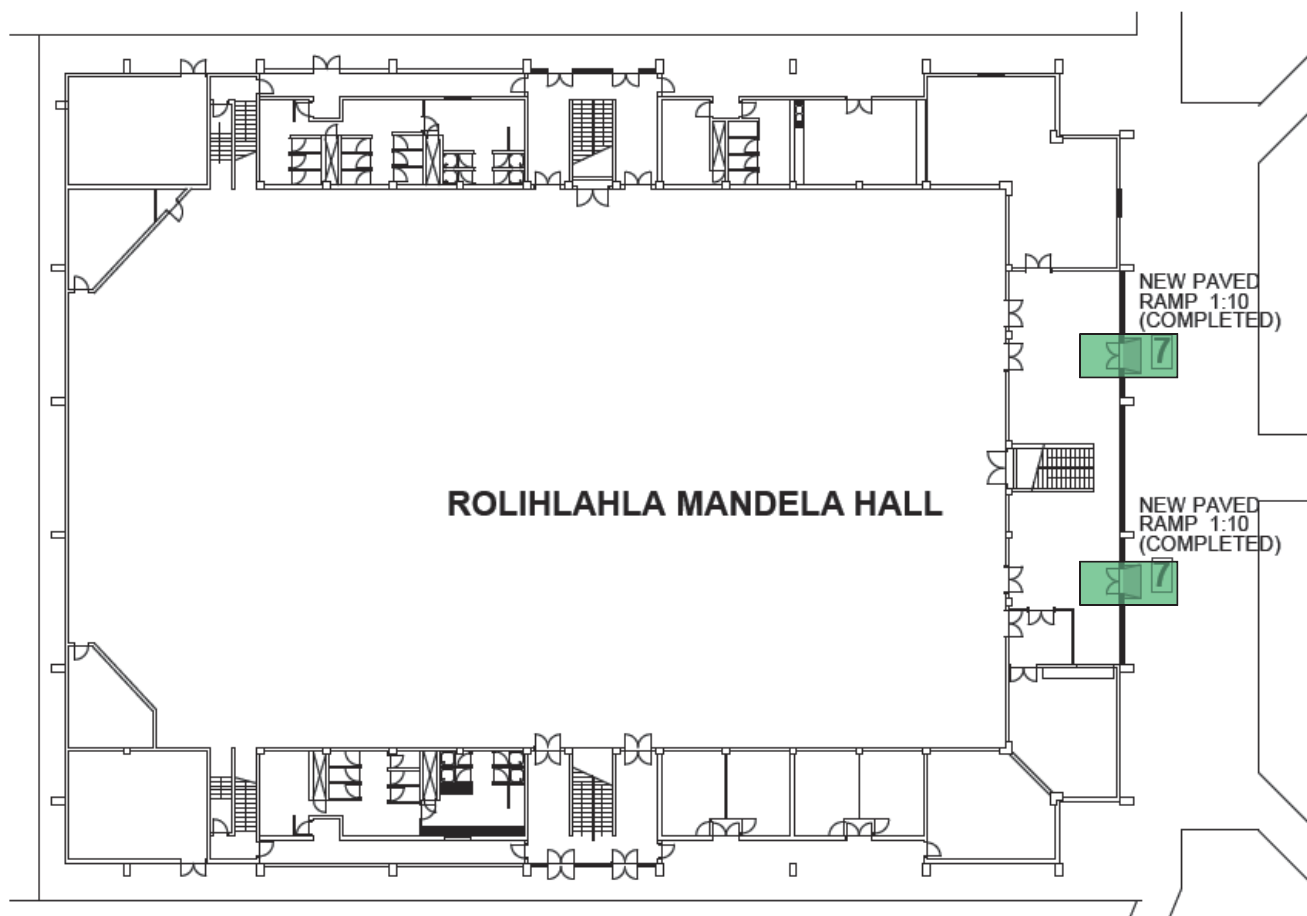 NEW PAVED
RAMP 1:10
(COMPLETED)
7
ROLIHLAHLA MANDELA HALL
NEW PAVED
RAMP 1:10
(COMPLETED)
7